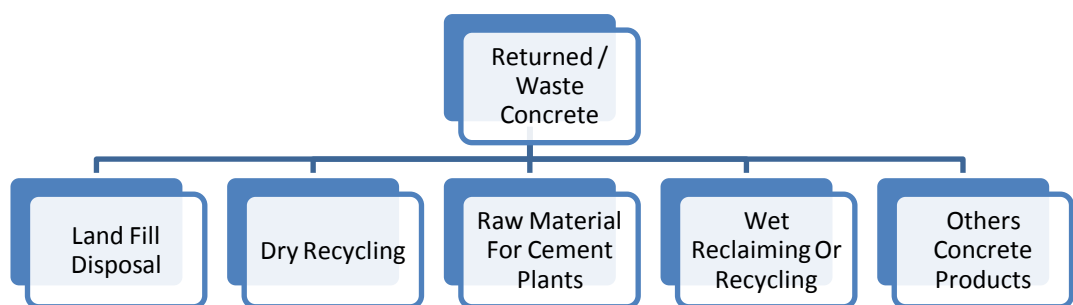 Returned /
Waste
Concrete
Land Fill
Disposal
Dry Recycling
Raw Material
For Cement
Plants
Wet
Reclaiming Or
Recycling
Others
Concrete
Products